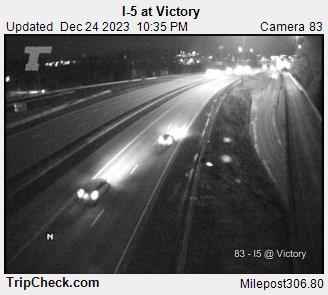 I-5 at Victory
Updated Dec 24 2023 10:35 PM Camera 83
T
N
83 - I5 @ Victory
TripCheck.com Milepost306.80